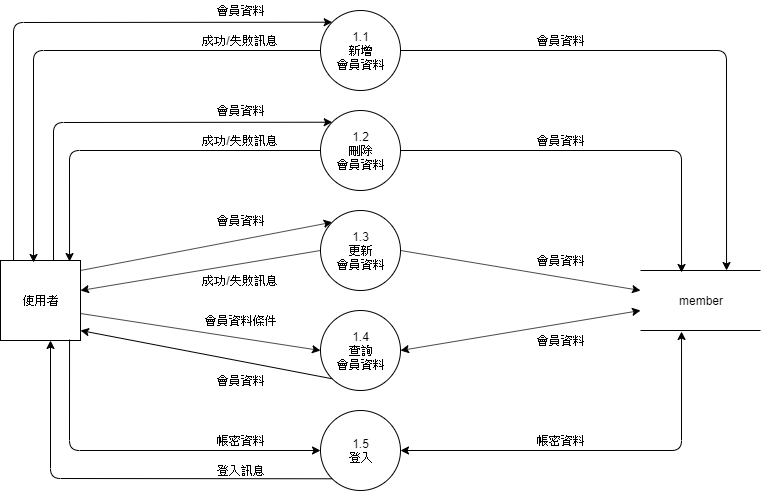 會員資料
1.1
新增
會員資料
成功/失敗訊息
會員資料
會員資料
1.2
刪除
會員資料
成功/失敗訊息
會員資料
會員資料
1.3
更新
會員資料
成功/失敗訊息
會員資料
使用者
member
會員資料條件
1.4
查詢
會員資料
會員資料
會員資料
帳密資料
1.5
登入
帳密資料
登入訊息